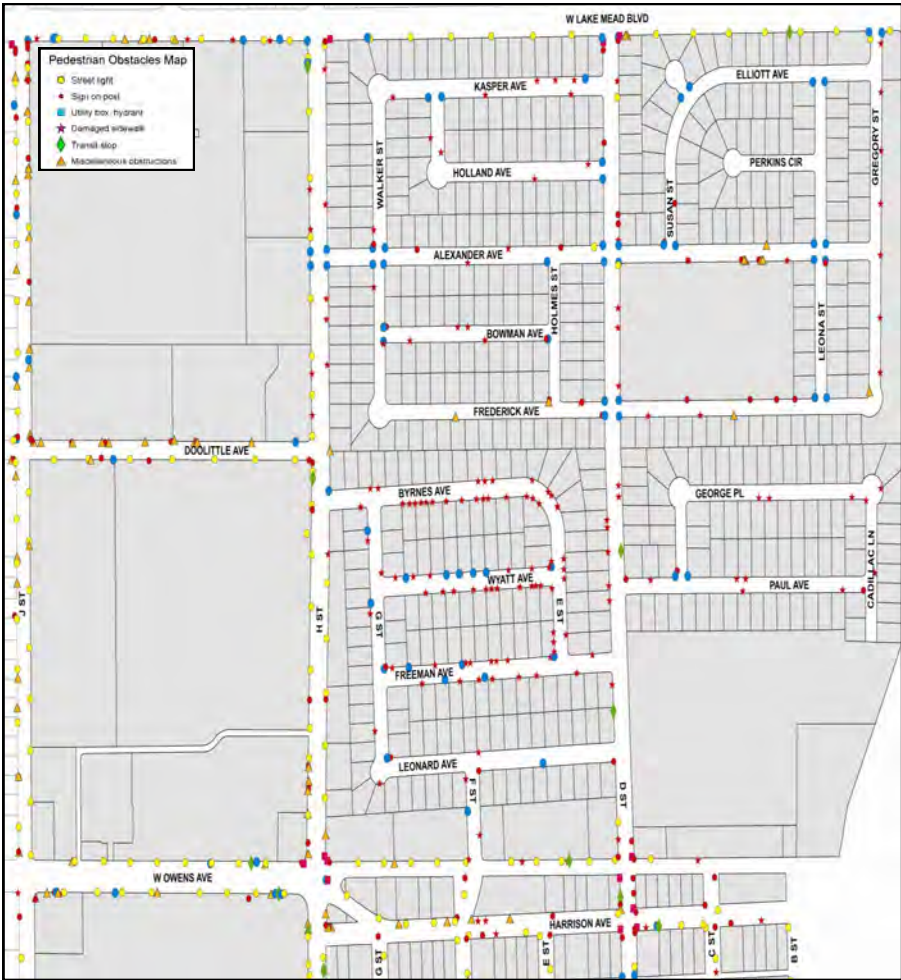 W LAKE MEAD BLVD
Pedestrian Obstacles Map
Street light
Sign on post
Utility box, hydrant
Damaged sidewalk
Transit stop
Miscellaneous obstructions
KASPER AVE
ELLIOTT AVE
WALKER ST
HOLLAND AVE
PERKINS CIR
GREGORY ST
SUSAN ST
ALEXANDER AVE
HOLMES ST
BOWMAN AVE
LEONA ST
FREDERICK AVE
DOOLITTLE AVE
BYRNES AVE
GEORGE PL
CADILLAC LN
WYATT AVE
PAUL AVE
J ST
H ST
G ST
E ST
FREEMAN AVE
LEONARD AVE
F ST
D ST
W OWENS AVE
HARRISON AVE
G ST
E ST
C ST
B ST